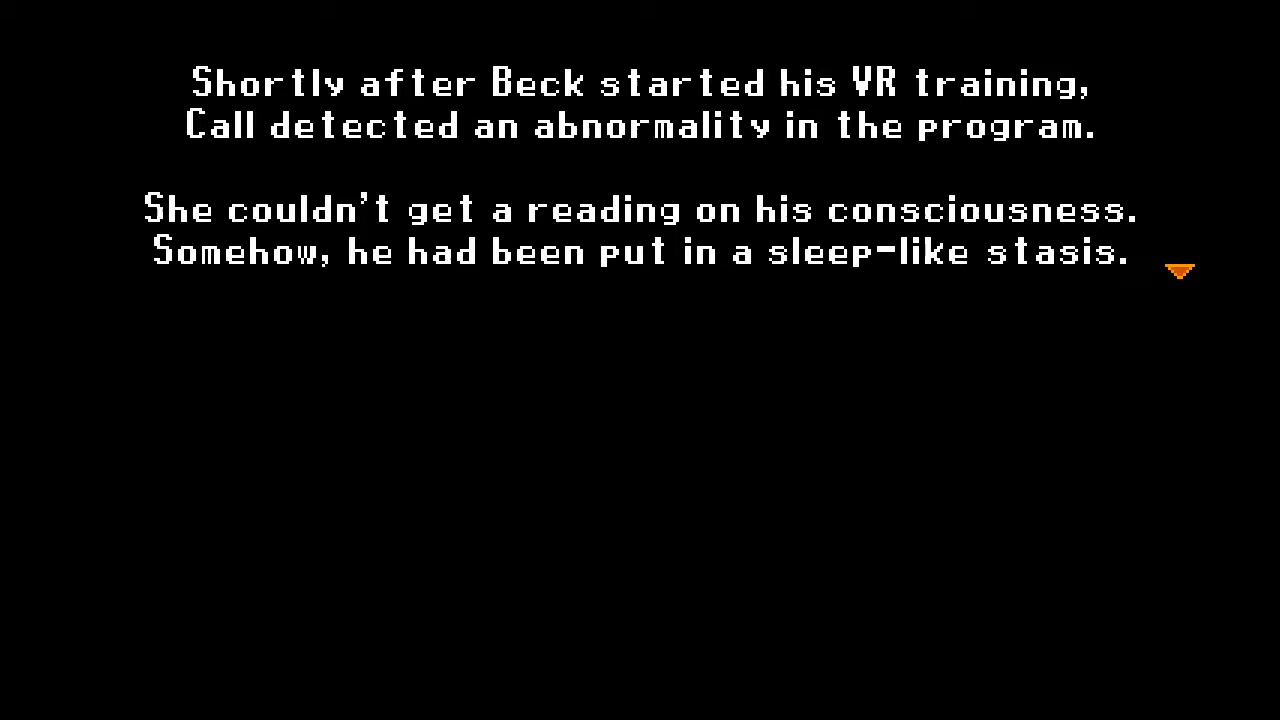 Shortly after Beck started his VR training,
Call detected an abnormality in the program.
She couldn't get a reading on his consciousness.
Somehow, he had been put in a sleep-like stasis.